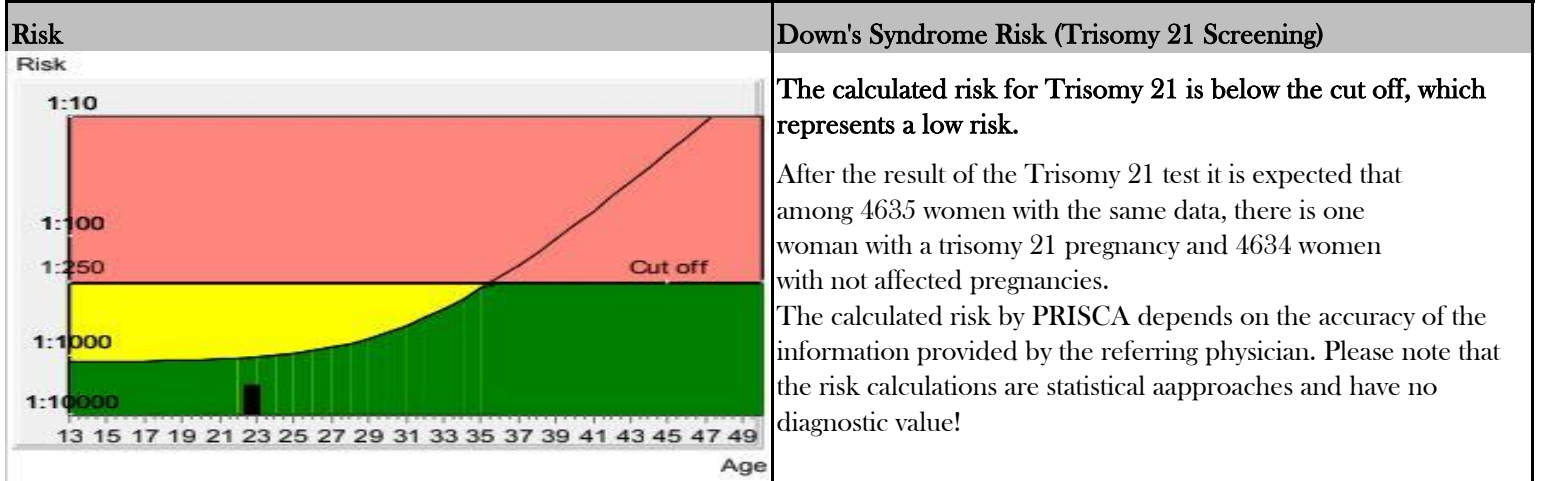 Risk
Down's Syndrome Risk (Trisomy 21 Screening)
Risk
1:10
1:100
1:250
Cut off
1:1000
1:10000
13 15 17 19 21 23 25 27 29 31 33 35 37 39 41 43 45 47 49
Age
The calculated risk for Trisomy 21 is below the cut off, which
represents a low risk.
After the result of the Trisomy 21 test it is expected that
among 4635 women with the same data, there is one
woman with a trisomy 21 pregnancy and 4634 women
with not affected pregnancies.
The calculated risk by PRISCA depends on the accuracy of the
information provided by the referring physician. Please note that
the risk calculations are statistical aapproaches and have no
diagnostic value!